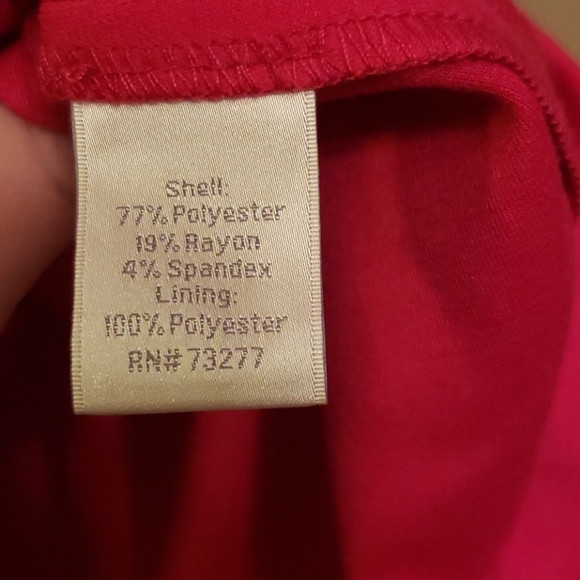 Shell:
77% Polyester
19% Rayon
4% Spandex
Lining:
100% Polyester
RN# 73277